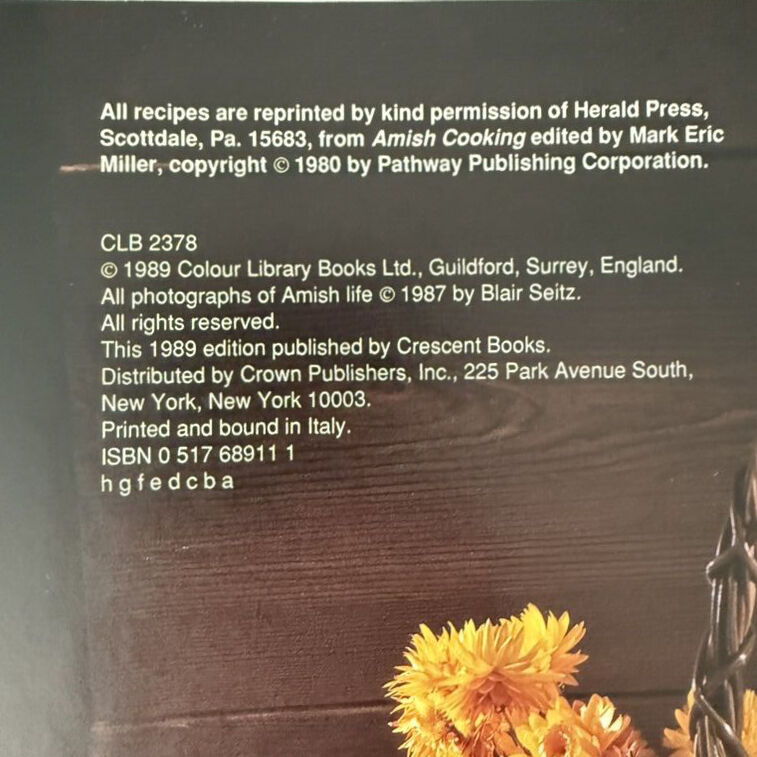 All recipes are reprinted by kind permission of Herald Press,
Scottdale, Pa. 15683, from Amish Cooking edited by Mark Eric
Miller, copyright © 1980 by Pathway Publishing Corporation.
CLB 2378
© 1989 Colour Library Books Ltd., Guildford, Surrey, England.
All photographs of Amish life © 1987 by Blair Seitz.
All rights reserved.
This 1989 edition published by Crescent Books.
Distributed by Crown Publishers, Inc., 225 Park Avenue South,
New York, New York 10003.
Printed and bound in Italy.
ISBN 0 517 68911 1
h g f e d c b a